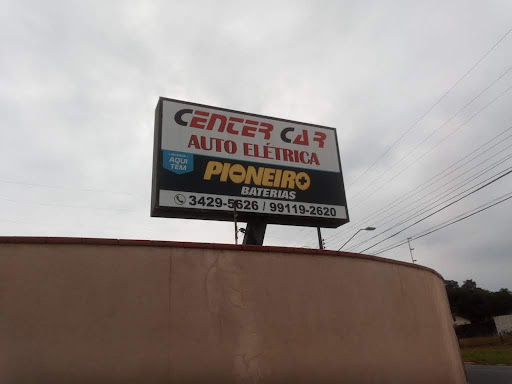 CENTER CAR
AUTO ELÉTRICA
AQUI
TEM
PIONEIRO
BATERIAS
3429-5626 / 99119-2620